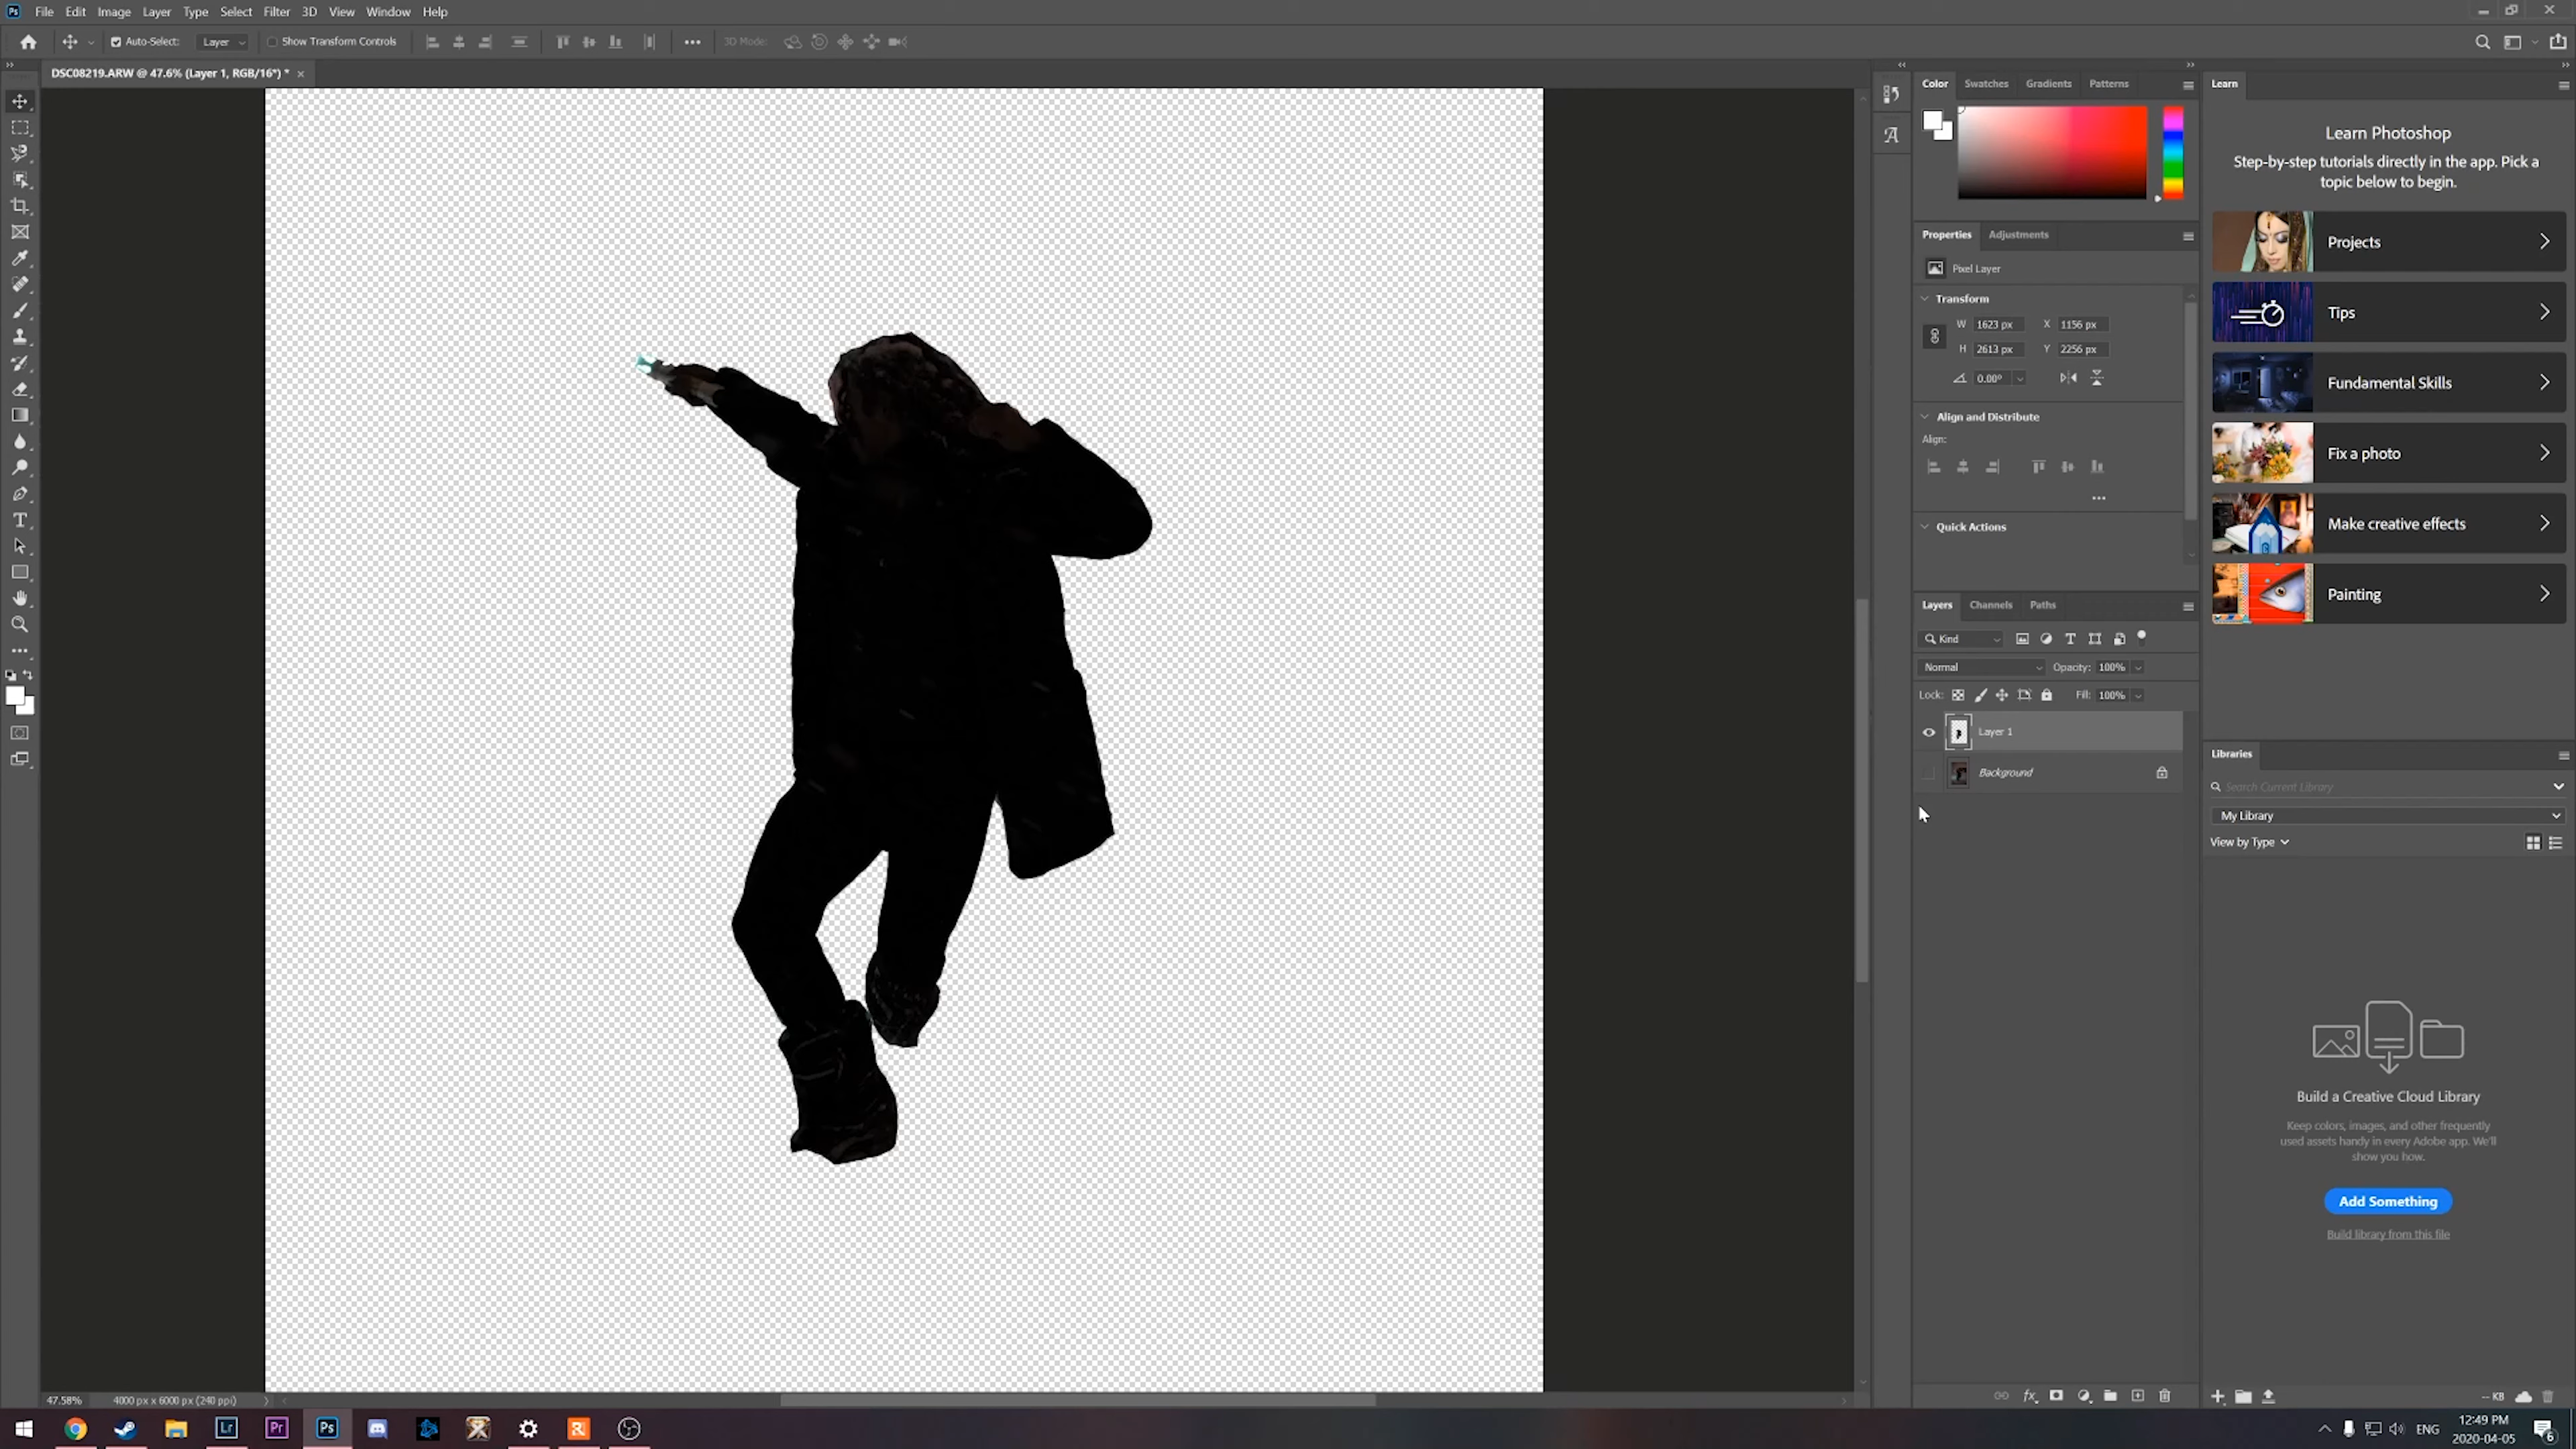 File Edit Image Layer Type Select Filter 3D View Window Help
Auto-Select: Layer Show Transform Controls 3D Mode:
DSC08219.ARW @ 47.6% (Layer 1, RGB/16*) * ×
Color Swatches Gradients Patterns
Properties Adjustments
Pixel Layer
Transform
W 1623 px X 1156 px
H 2613 px Y 2256 px
0.00°
Align and Distribute
Align:
Quick Actions
Layers Channels Paths
Kind
Normal Opacity: 100%
Lock: Fill: 100%
Layer 1
Background
Learn
Learn Photoshop
Step-by-step tutorials directly in the app. Pick a
topic below to begin.
Projects
Tips
Fundamental Skills
Fix a photo
Make creative effects
Painting
Libraries
Search Current Library
My Library
View by Type
Build a Creative Cloud Library
Keep colors, images, and other frequently
used assets handy in every Adobe app. We'll
show you how.
Add Something
Build library from this file
-- KB
47.58% 4000 px x 6000 px (240 ppi)
Lr Pr Ps
ENG
12:49 PM
2020-04-05
6